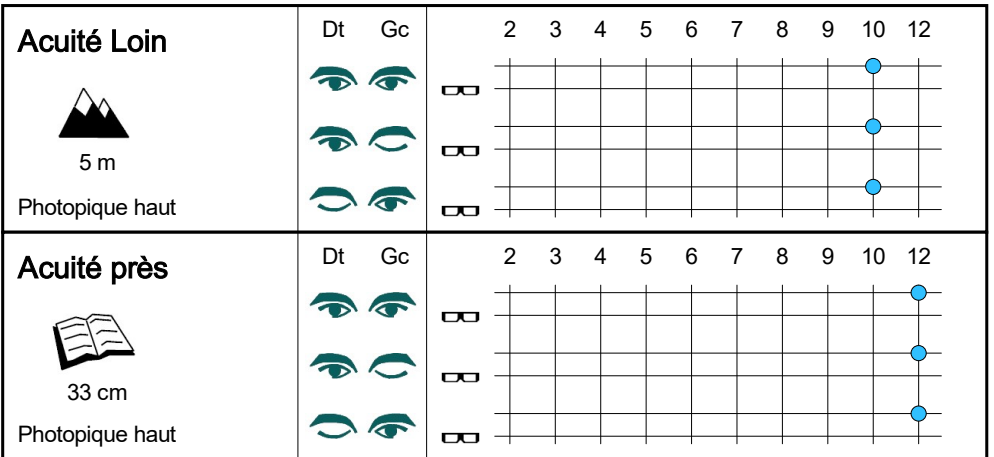 Acuité Loin
Dt Gc
2 3 4 5 6 7 8 9 10 12
5 m
Photopique haut
Acuité près
Dt Gc
2 3 4 5 6 7 8 9 10 12
33 cm
Photopique haut